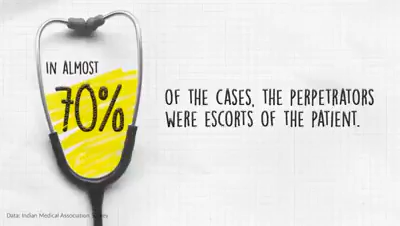 IN ALMOST
70%
OF THE CASES, THE PERPETRATORS
WERE ESCORTS OF THE PATIENT.
Data: Indian Medical Association